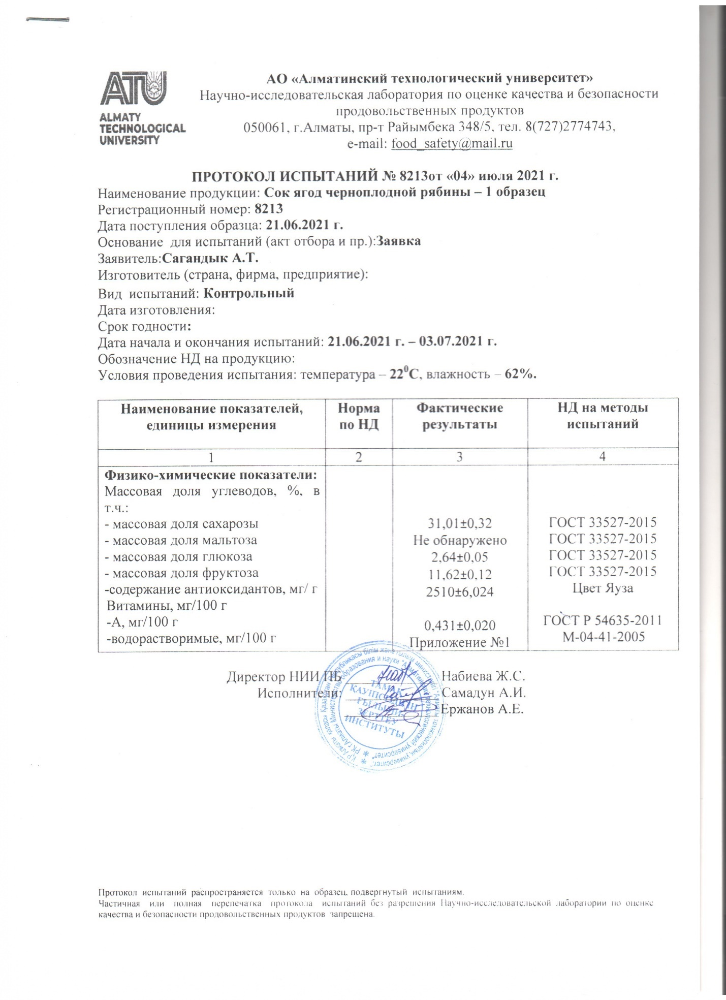 ATU
ALMATY
TECHNOLOGICAL
UNIVERSITY
АО «Алматинский технологический университет»
Научно-исследовательская лаборатория по оценке качества и безопасности
продовольственных продуктов
050061, г.Алматы, пр-т Райымбека 348/5, тел. 8(727)2774743,
e-mail: food_safety@mail.ru
ПРОТОКОЛ ИСПЫТАНИЙ № 8213от «04» июля 2021 г.
Наименование продукции: Сок ягод черноплодной рябины – 1 образец
Регистрационный номер: 8213
Дата поступления образца: 21.06.2021 г.
Основание для испытаний (акт отбора и пр.):Заявка
Заявитель:Сагандык А.Т.
Изготовитель (страна, фирма, предприятие):
Вид испытаний: Контрольный
Дата изготовления:
Срок годности:
Дата начала и окончания испытаний: 21.06.2021 г. – 03.07.2021 г.
Обозначение НД на продукцию:
Условия проведения испытания: температура – 22⁰С, влажность – 62%.
Наименование показателей, Норма Фактические НД на методы
единицы измерения по НД результаты испытаний
1 2 3 4
Физико-химические показатели:
Массовая доля углеводов, %, в
т.ч.:
- массовая доля сахарозы 31,01±0,32 ГОСТ 33527-2015
- массовая доля мальтоза Не обнаружено ГОСТ 33527-2015
- массовая доля глюкоза 2,64±0,05 ГОСТ 33527-2015
- массовая доля фруктоза 11,62±0,12 ГОСТ 33527-2015
-содержание антиоксидантов, мг/ г 2510±6,024 Цвет Яуза
Витамины, мг/100 г
-А, мг/100 г 0,431±0,020 ГОСТ Р 54635-2011
-водорастворимые, мг/100 г Приложение №1 М-04-41-2005
Директор НИИ ПБ Набиева Ж.С.
Исполнители: Самадун А.И.
Ержанов А.Е.
ТАМАҚ
ҒЫЛЫМИ-
ЗЕРТТЕУ
ИНСТИТУТЫ
Протокол испытаний распространяется только на образец, подвергнутый испытаниям.
Частичная или полная перепечатка протокола испытаний без разрешения Научно-исследовательской лаборатории по оценке
качества и безопасности продовольственных продуктов запрещена.